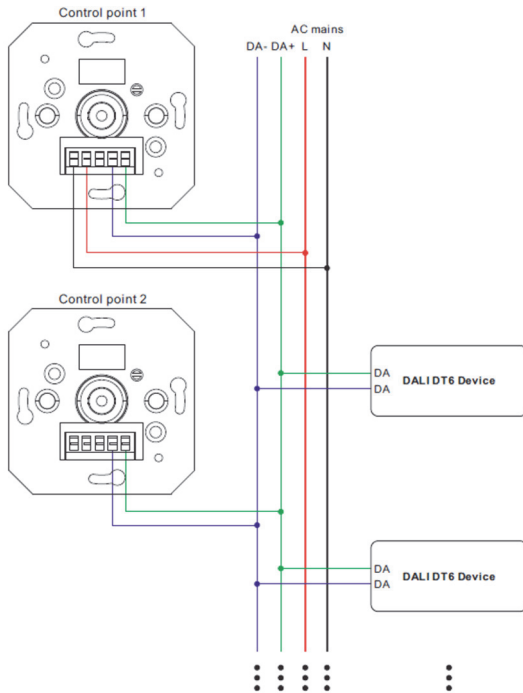 Control point 1
AC mains
DA- DA+ L N
Control point 2
DA
DA
DALI DT6 Device
DA
DA
DALI DT6 Device